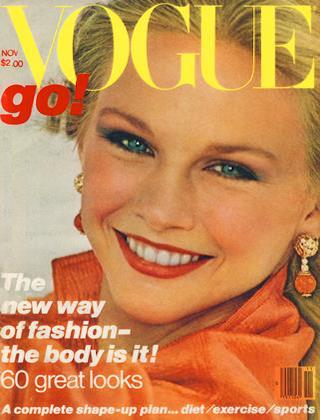 VOGUE
NOV
$2.00
go!
The
new way
of fashion–
the body is it!
60 great looks
A complete shape-up plan... diet/exercise/sports